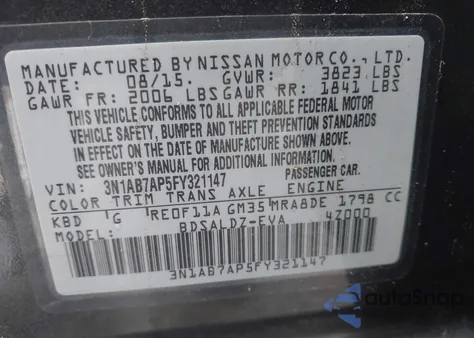 MANUFACTURED BY NISSAN MOTOR CO., LTD.
DATE: 08/15. GVWR: 3823 LBS
GAWR FR: 2006 LBS GAWR RR: 1841 LBS
THIS VEHICLE CONFORMS TO ALL APPLICABLE FEDERAL MOTOR
VEHICLE SAFETY, BUMPER AND THEFT PREVENTION STANDARDS
IN EFFECT ON THE DATE OF MANUFACTURE SHOWN ABOVE.
SEE OWNER'S MANUAL FOR ADDITIONAL INFORMATION
VIN: 3N1AB7AP5FY321147 PASSENGER CAR.
COLOR TRIM TRANS AXLE ENGINE
KBD G RE0F11A GM35 MRA8DE 1798 CC
MODEL: BDSALDZ-EVA 47000
3N1AB7AP5FY321147
autoSnap